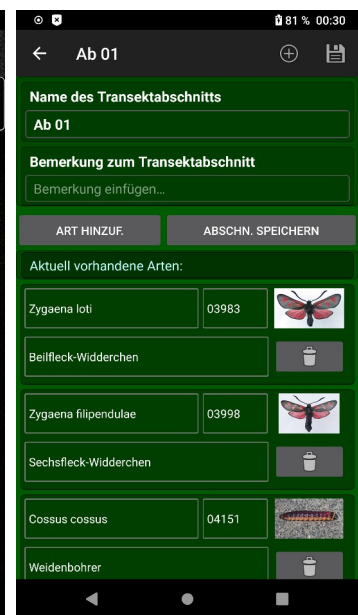 81 % 00:30
Ab 01
Name des Transektabschnitts
Ab 01
Bemerkung zum Transektabschnitt
Bemerkung einfügen...
ART HINZUF. ABSCHN. SPEICHERN
Aktuell vorhandene Arten:
Zygaena loti 03983
Beilfleck-Widderchen
Zygaena filipendulae 03998
Sechsfleck-Widderchen
Cossus cossus 04151
Weidenbohrer